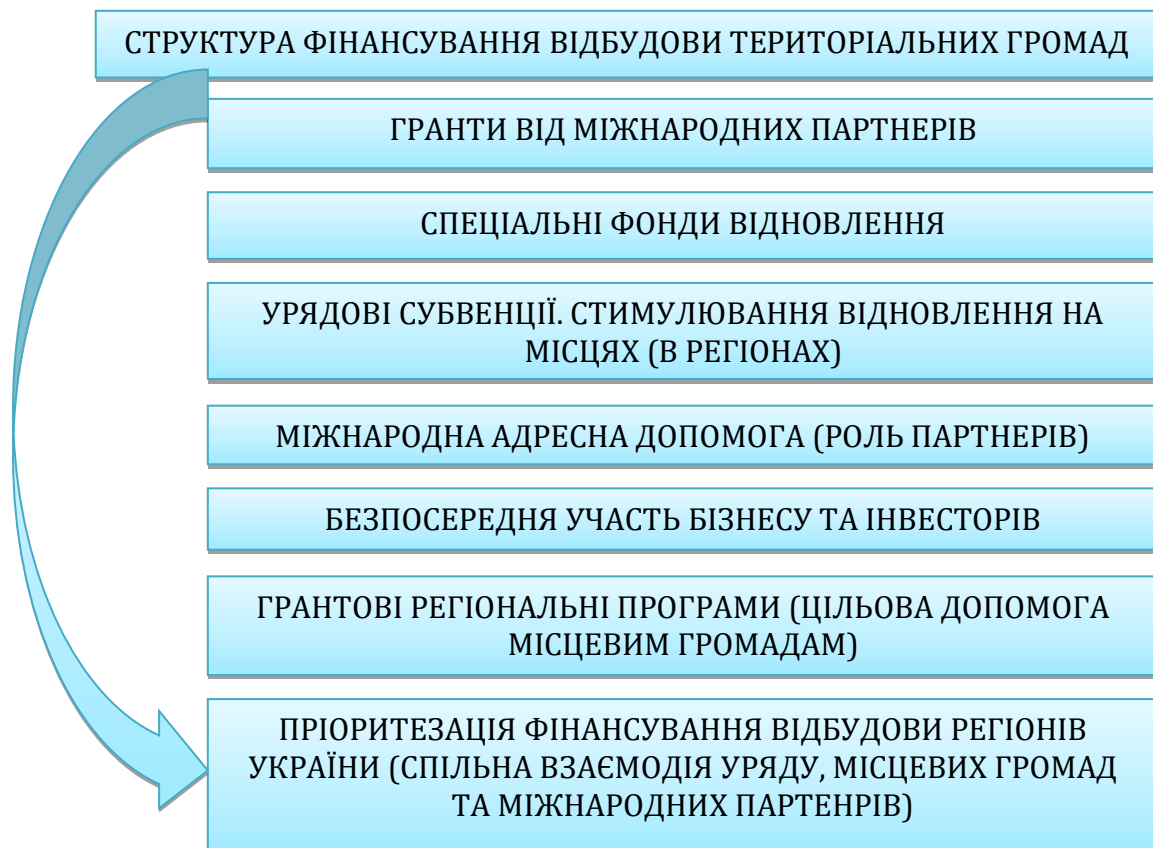 СТРУКТУРА ФІНАНСУВАННЯ ВІДБУДОВИ ТЕРИТОРІАЛЬНИХ ГРОМАД
ГРАНТИ ВІД МІЖНАРОДНИХ ПАРТНЕРІВ
СПЕЦІАЛЬНІ ФОНДИ ВІДНОВЛЕННЯ
УРЯДОВІ СУБВЕНЦІЇ. СТИМУЛЮВАННЯ ВІДНОВЛЕННЯ НА
МІСЦЯХ (В РЕГІОНАХ)
МІЖНАРОДНА АДРЕСНА ДОПОМОГА (РОЛЬ ПАРТНЕРІВ)
БЕЗПОСЕРЕДНЯ УЧАСТЬ БІЗНЕСУ ТА ІНВЕСТОРІВ
ГРАНТОВІ РЕГІОНАЛЬНІ ПРОГРАМИ (ЦІЛЬОВА ДОПОМОГА
МІСЦЕВИМ ГРОМАДАМ)
ПРІОРИТЕЗАЦІЯ ФІНАНСУВАННЯ ВІДБУДОВИ РЕГІОНІВ
УКРАЇНИ (СПІЛЬНА ВЗАЄМОДІЯ УРЯДУ, МІСЦЕВИХ ГРОМАД
ТА МІЖНАРОДНИХ ПАРТЕНРІВ)